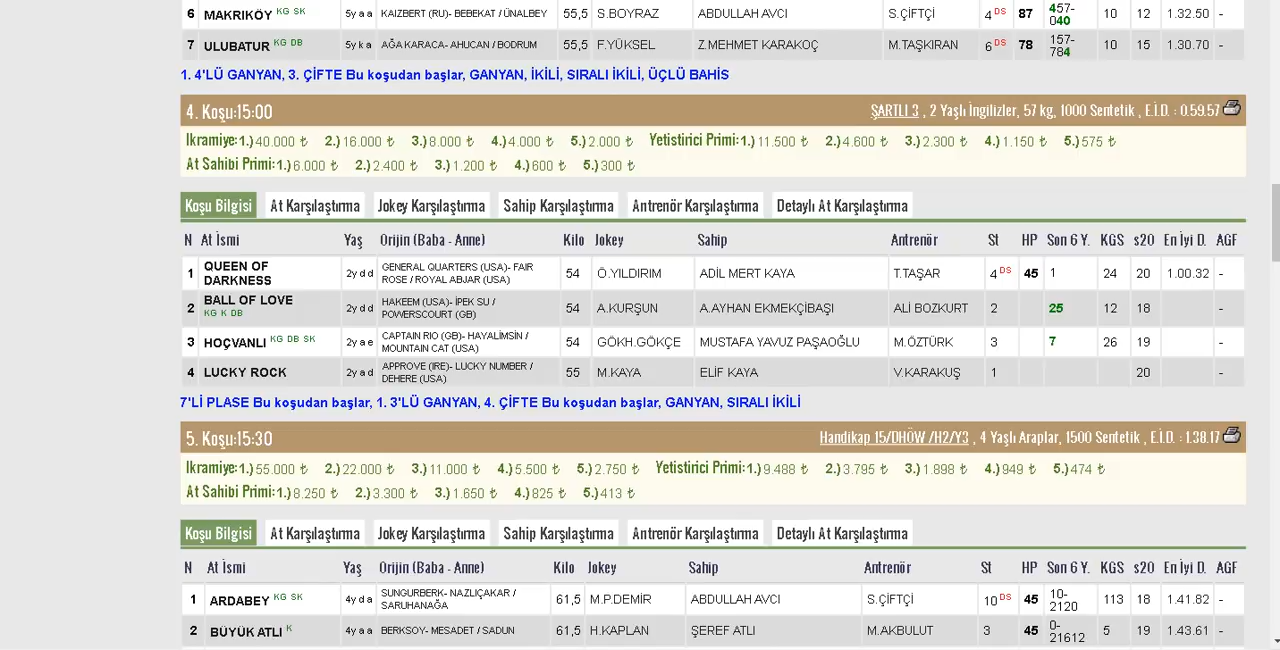 6 MAKRIKÖY KG SK 5y a a KAIZBERT (RU)- BEBEKAT / ÜNALBEY 55,5 S.BOYRAZ ABDULLAH AVCI S.ÇİFTÇİ 4 DS 87 457-040 10 12 1.32.50 -
7 ULUBATUR KG DB 5y k a AĞA KARACA- AHUCAN / BODRUM 55,5 F.YÜKSEL Z.MEHMET KARAKOÇ M.TAŞKIRAN 6 DS 78 157-784 10 15 1.30.70 -
1. 4'LÜ GANYAN, 3. ÇİFTE Bu koşudan başlar, GANYAN, İKİLİ, SIRALI İKİLİ, ÜÇLÜ BAHİS
4. Koşu:15:00 ŞARTLI 3 , 2 Yaşlı İngilizler, 57 kg, 1000 Sentetik , E.İ.D. : 0.59.57
İkramiye:1.)40.000 ₺ 2.)16.000 ₺ 3.)8.000 ₺ 4.)4.000 ₺ 5.)2.000 ₺ Yetistirici Primi:1.)11.500 ₺ 2.)4.600 ₺ 3.)2.300 ₺ 4.)1.150 ₺ 5.)575 ₺
At Sahibi Primi:1.)6.000 ₺ 2.)2.400 ₺ 3.)1.200 ₺ 4.)600 ₺ 5.)300 ₺
Koşu Bilgisi At Karşılaştırma Jokey Karşılaştırma Sahip Karşılaştırma Antrenör Karşılaştırma Detaylı At Karşılaştırma
N At İsmi Yaş Orijin (Baba - Anne) Kilo Jokey Sahip Antrenör St HP Son 6 Y. KGS s20 En İyi D. AGF
1 QUEEN OF DARKNESS 2y d d GENERAL QUARTERS (USA)- FAIR ROSE / ROYAL ABJAR (USA) 54 Ö.YILDIRIM ADİL MERT KAYA T.TAŞAR 4 DS 45 1 24 20 1.00.32 -
2 BALL OF LOVE KG K DB 2y d d HAKEEM (USA)- İPEK SU / POWERSCOURT (GB) 54 A.KURŞUN A.AYHAN EKMEKÇİBAŞI ALİ BOZKURT 2 25 12 18 -
3 HOÇVANLI KG DB SK 2y a e CAPTAIN RIO (GB)- HAYALİMSİN / MOUNTAIN CAT (USA) 54 GÖKH.GÖKÇE MUSTAFA YAVUZ PAŞAOĞLU M.ÖZTÜRK 3 7 26 19 -
4 LUCKY ROCK 2y a d APPROVE (IRE)- LUCKY NUMBER / DEHERE (USA) 55 M.KAYA ELİF KAYA V.KARAKUŞ 1 20 -
7'Lİ PLASE Bu koşudan başlar, 1. 3'LÜ GANYAN, 4. ÇİFTE Bu koşudan başlar, GANYAN, SIRALI İKİLİ
5. Koşu:15:30 Handikap 15/DHÖW /H2/Y3 , 4 Yaşlı Araplar, 1500 Sentetik , E.İ.D. : 1.38.17
İkramiye:1.)55.000 ₺ 2.)22.000 ₺ 3.)11.000 ₺ 4.)5.500 ₺ 5.)2.750 ₺ Yetistirici Primi:1.)9.488 ₺ 2.)3.795 ₺ 3.)1.898 ₺ 4.)949 ₺ 5.)474 ₺
At Sahibi Primi:1.)8.250 ₺ 2.)3.300 ₺ 3.)1.650 ₺ 4.)825 ₺ 5.)413 ₺
Koşu Bilgisi At Karşılaştırma Jokey Karşılaştırma Sahip Karşılaştırma Antrenör Karşılaştırma Detaylı At Karşılaştırma
N At İsmi Yaş Orijin (Baba - Anne) Kilo Jokey Sahip Antrenör St HP Son 6 Y. KGS s20 En İyi D. AGF
1 ARDABEY KG SK 4y d a SUNGURBERK- NAZLIÇAKAR / SARUHANAĞA 61,5 M.P.DEMİR ABDULLAH AVCI S.ÇİFTÇİ 10 DS 45 10-2120 113 18 1.41.82 -
2 BÜYÜK ATLI K 4y a a BERKSOY- MESADET / SADUN 61,5 H.KAPLAN ŞEREF ATLI M.AKBULUT 3 45 0-21612 5 19 1.43.61 -